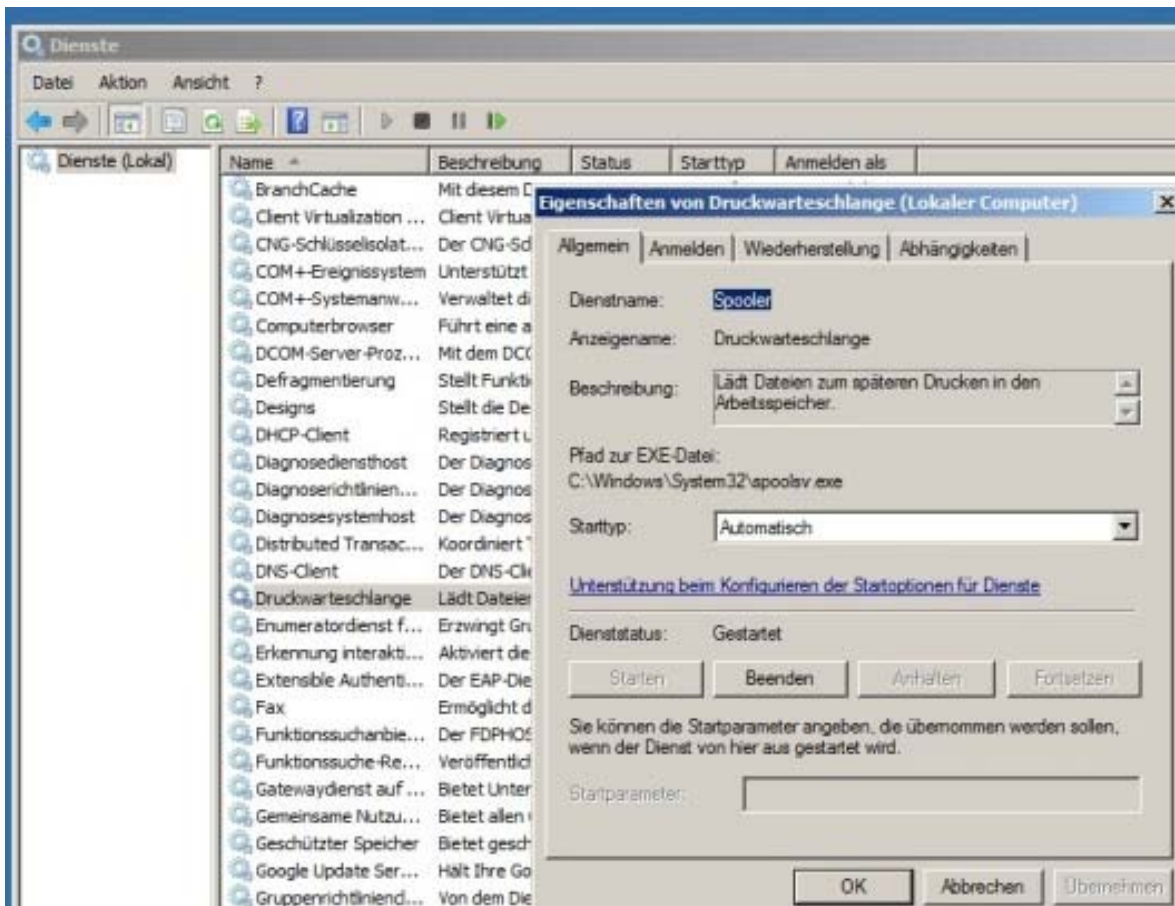 Dienste
Datei Aktion Ansicht ?
Dienste (Lokal)
Name Beschreibung Status Starttyp Anmelden als
BranchCache Mit diesem D
Client Virtualization ... Client Virtua
CNG-Schlüsselisolat... Der CNG-Sc
COM+-Ereignissystem Unterstützt
COM+-Systemanw... Verwaltet di
Computerbrowser Führt eine a
DCOM-Server-Proz... Mit dem DCO
Defragmentierung Stellt Funkti
Designs Stellt die De
DHCP-Client Registriert u
Diagnosediensthost Der Diagnos
Diagnoserichtlinien... Der Diagnos
Diagnosesystemhost Der Diagnos
Distributed Transac... Koordiniert
DNS-Client Der DNS-Clie
Druckwarteschlange Lädt Dateien
Enumeratordienst f... Erzwingt Gru
Erkennung interakti... Aktiviert die
Extensible Authenti... Der EAP-Die
Fax Ermöglicht d
Funktionssuchanbie... Der FDPHOS
Funktionssuche-Re... Veröffentlich
Gatewaydienst auf ... Bietet Unter
Gemeinsame Nutzu... Bietet allen
Geschützter Speicher Bietet gesch
Google Update Ser... Hält Ihre Go
Gruppenrichtliniend... Von dem Die
Eigenschaften von Druckwarteschlange (Lokaler Computer)
Allgemein Anmelden Wiederherstellung Abhängigkeiten
Dienstname: Spooler
Anzeigename: Druckwarteschlange
Beschreibung: Lädt Dateien zum späteren Drucken in den
Arbeitsspeicher.
Pfad zur EXE-Datei:
C:\Windows\System32\spoolsv.exe
Starttyp: Automatisch
Unterstützung beim Konfigurieren der Startoptionen für Dienste
Dienststatus: Gestartet
Starten Beenden Anhalten Fortsetzen
Sie können die Startparameter angeben, die übernommen werden sollen,
wenn der Dienst von hier aus gestartet wird.
Startparameter:
OK Abbrechen Übernehmen